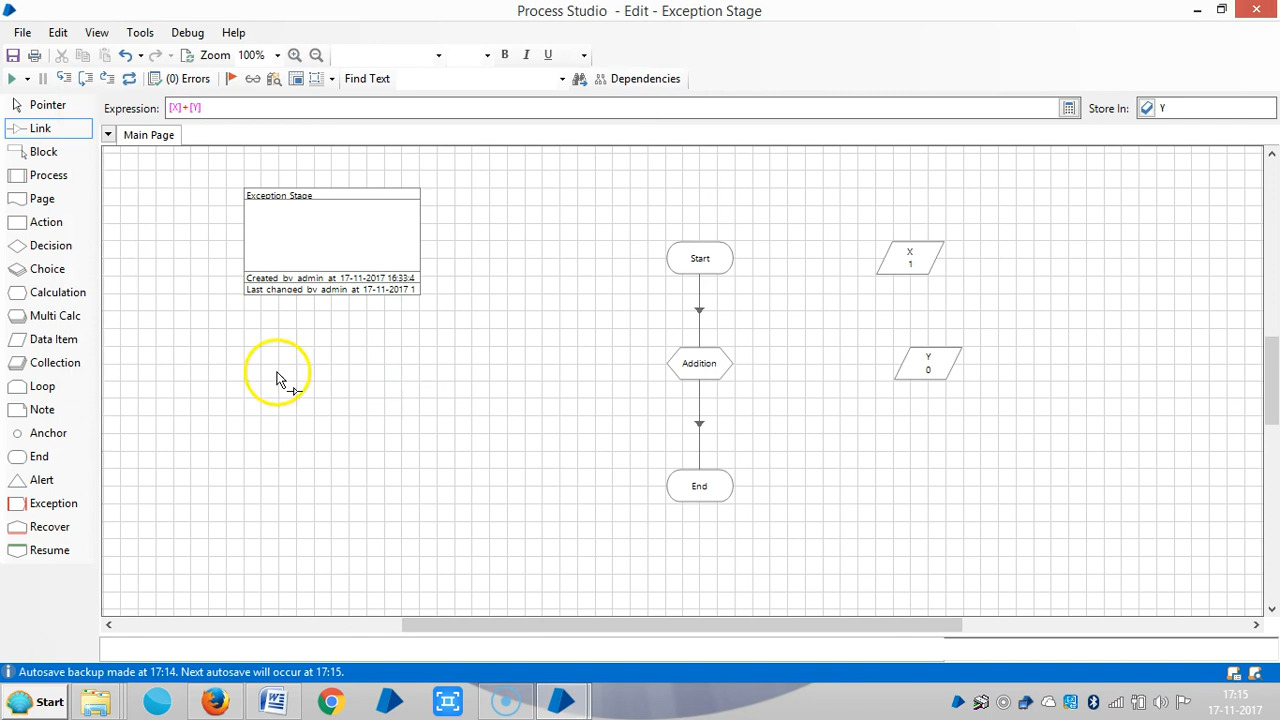 Process Studio - Edit - Exception Stage
File Edit View Tools Debug Help
Zoom 100% B I U
(0) Errors Find Text Dependencies
Pointer
Link
Block
Process
Page
Action
Decision
Choice
Calculation
Multi Calc
Data Item
Collection
Loop
Note
Anchor
End
Alert
Exception
Recover
Resume
Expression: [X]+[Y] Store In: Y
Main Page
Exception Stage
Created by admin at 17-11-2017 16:33:4
Last changed by admin at 17-11-2017 1
Start
Addition
End
X
1
Y
0
Autosave backup made at 17:14. Next autosave will occur at 17:15.
Start
17:15
17-11-2017